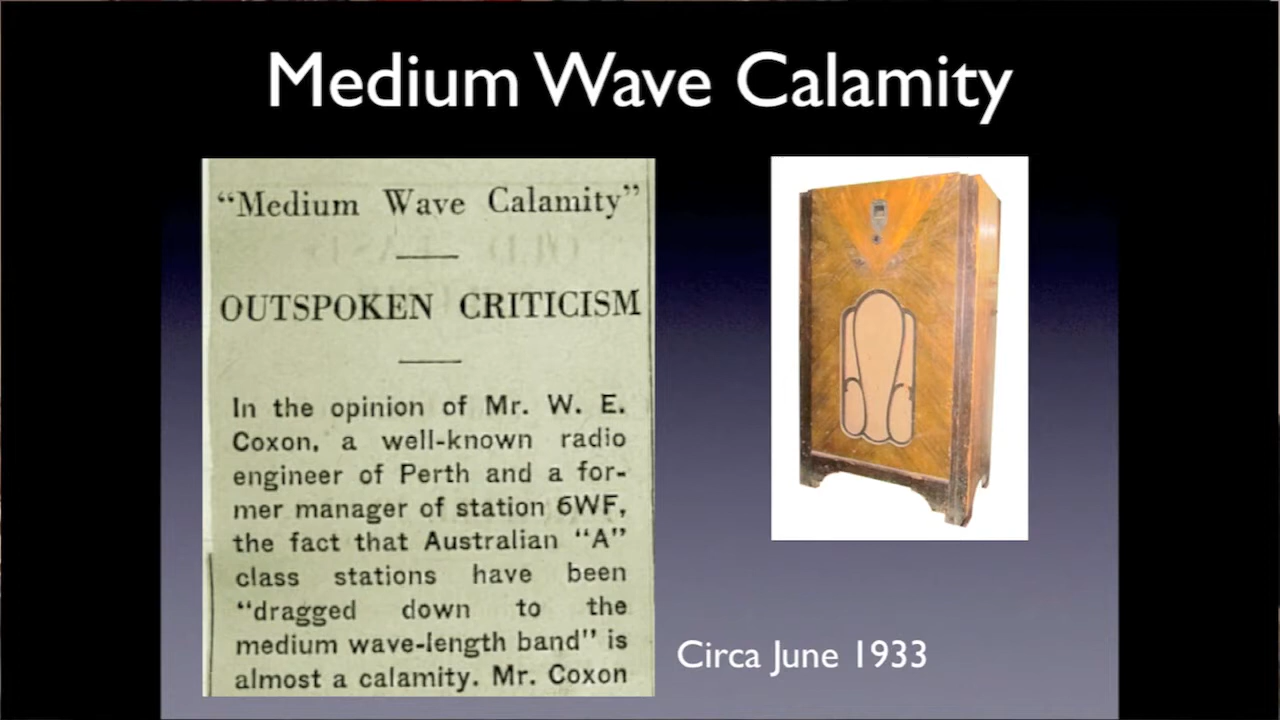 Medium Wave Calamity
“Medium Wave Calamity”
OUTSPOKEN CRITICISM
In the opinion of Mr. W. E.
Coxon, a well-known radio
engineer of Perth and a for-
mer manager of station 6WF,
the fact that Australian “A”
class stations have been
“dragged down to the
medium wave-length band” is
almost a calamity. Mr. Coxon
Circa June 1933